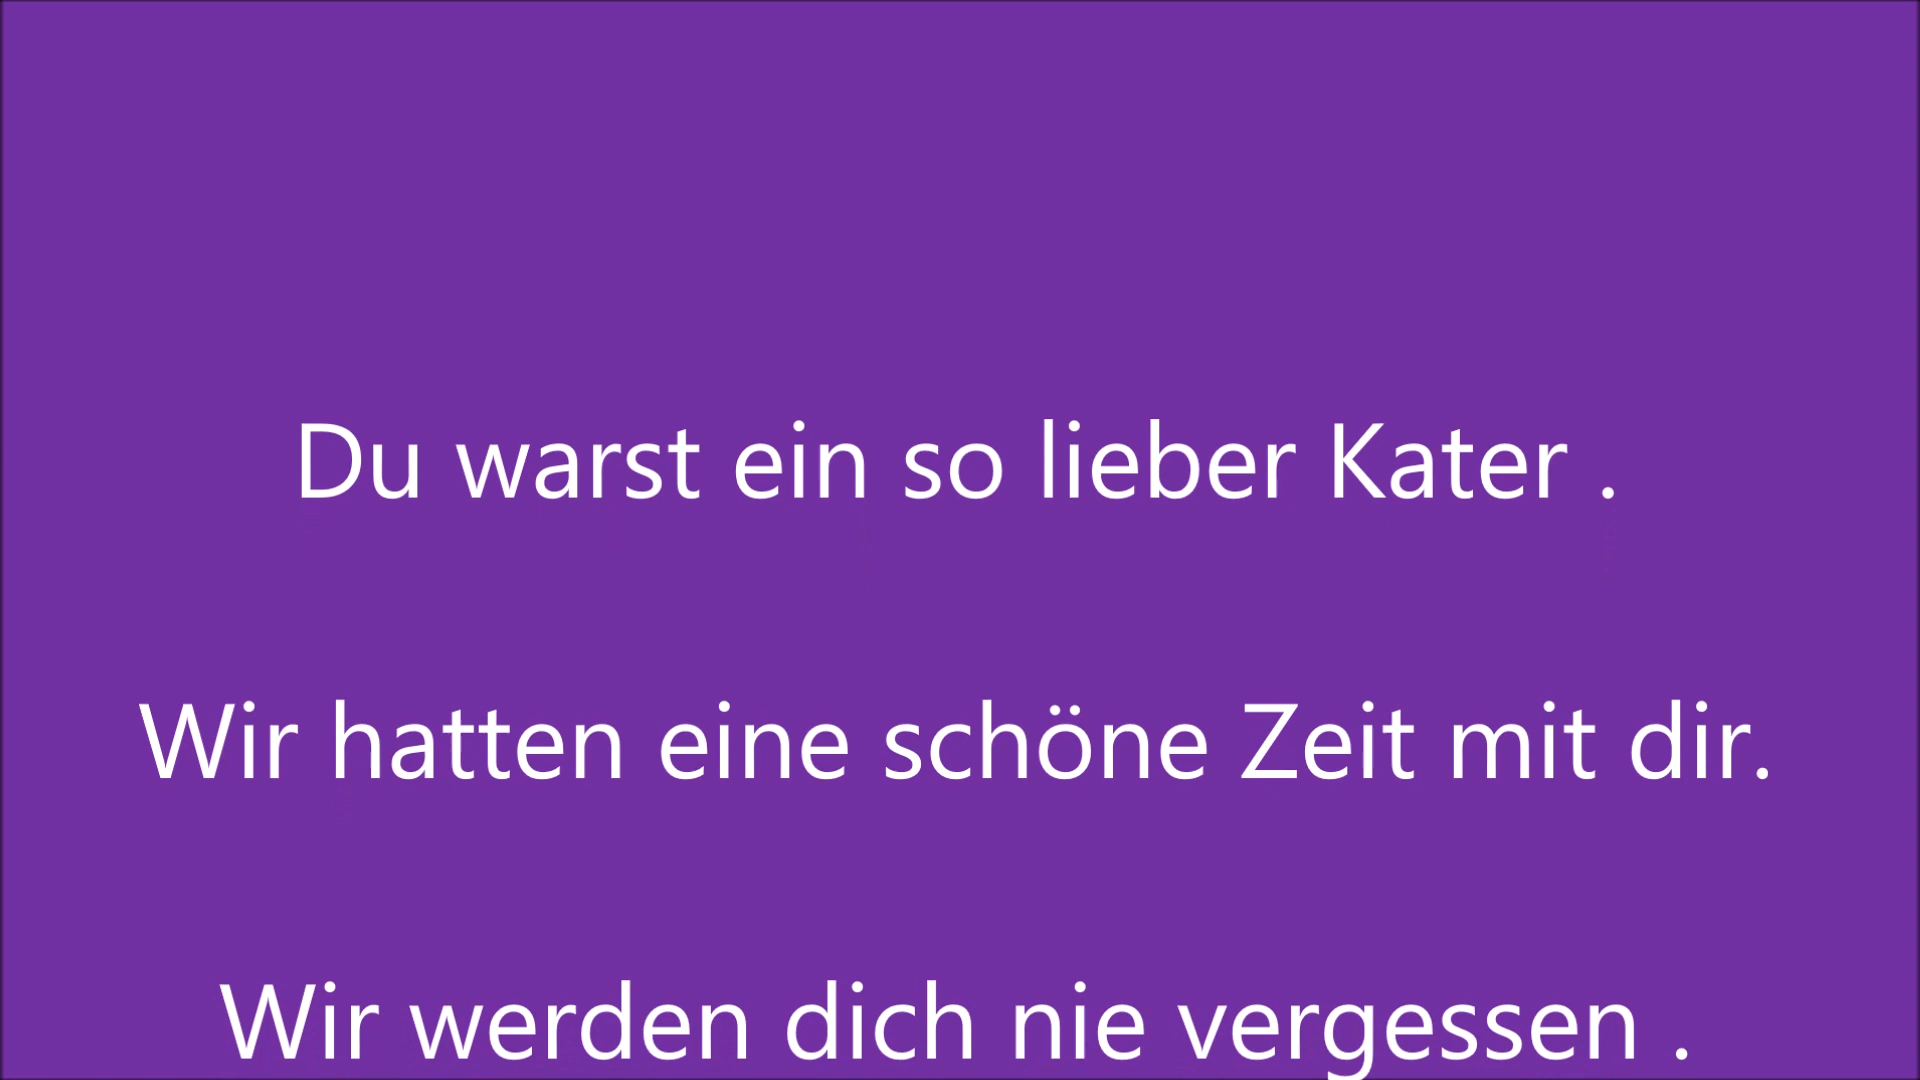 Du warst ein so lieber Kater .
Wir hatten eine schöne Zeit mit dir.
Wir werden dich nie vergessen .